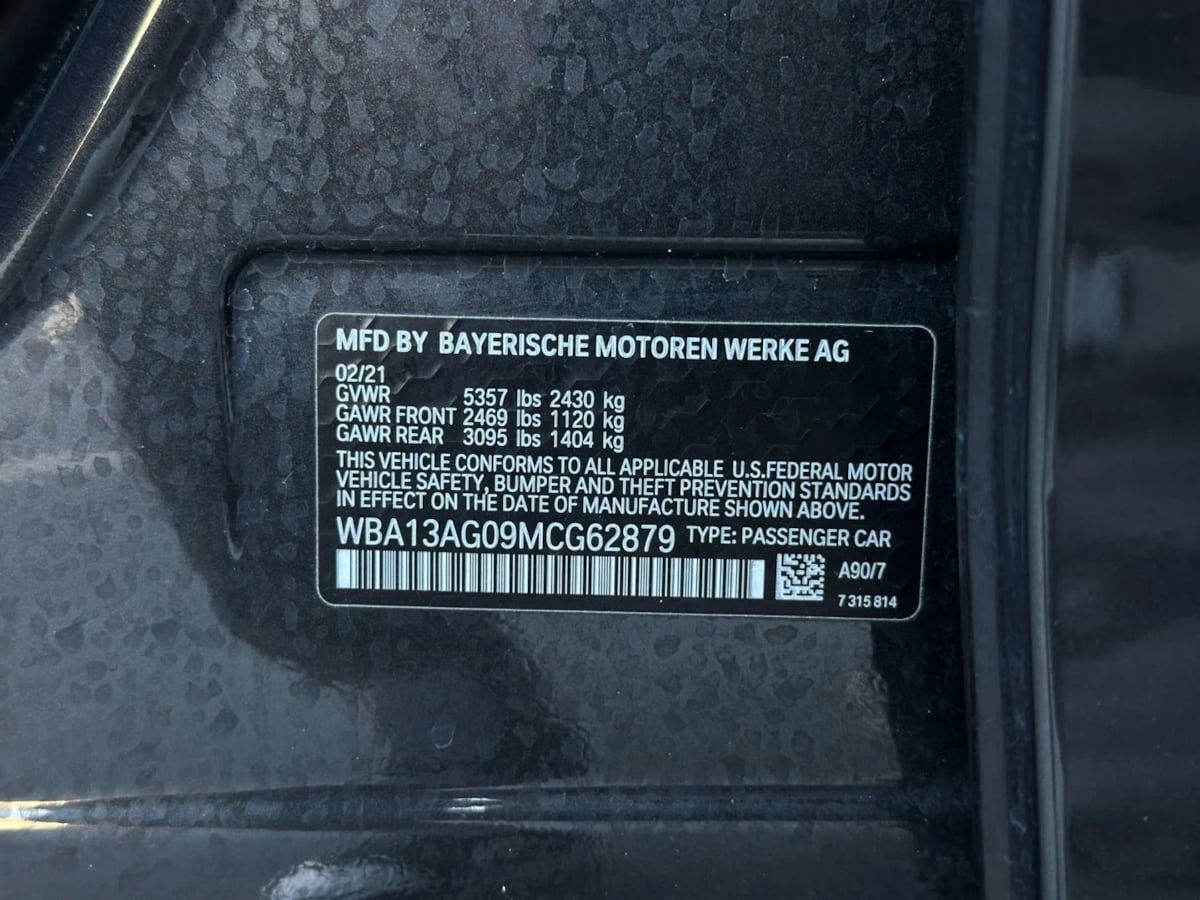 MFD BY BAYERISCHE MOTOREN WERKE AG
02/21
GVWR 5357 lbs 2430 kg
GAWR FRONT 2469 lbs 1120 kg
GAWR REAR 3095 lbs 1404 kg
THIS VEHICLE CONFORMS TO ALL APPLICABLE U.S.FEDERAL MOTOR
VEHICLE SAFETY, BUMPER AND THEFT PREVENTION STANDARDS
IN EFFECT ON THE DATE OF MANUFACTURE SHOWN ABOVE.
WBA13AG09MCG62879 TYPE: PASSENGER CAR
A90/7
7 315 814